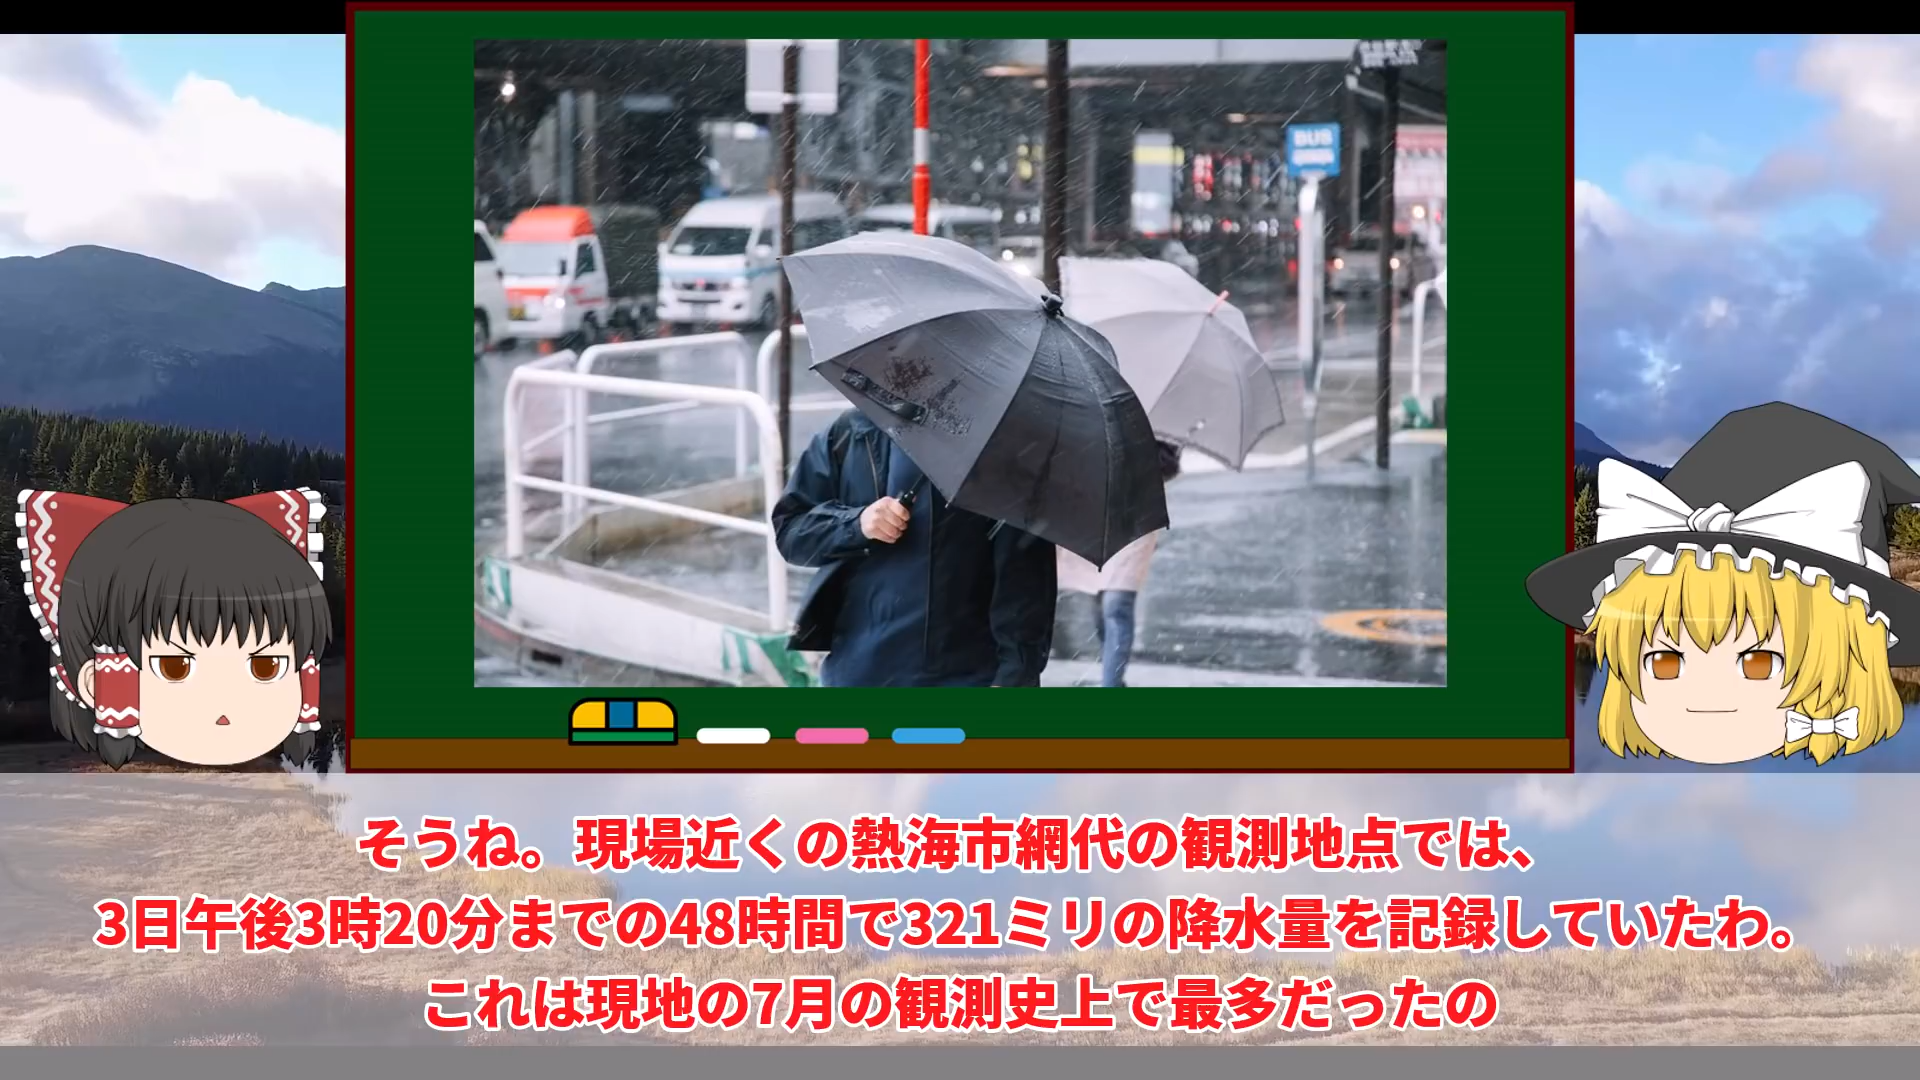 BUS
そうね。現場近くの熱海市網代の観測地点では、
3日午後3時20分までの48時間で321ミリの降水量を記録していたわ。
これは現地の7月の観測史上で最多だったの